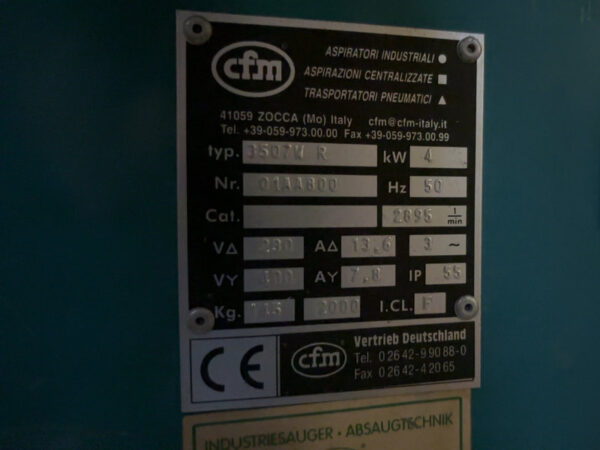 cfm
ASPIRATORI INDUSTRIALI ●
ASPIRAZIONI CENTRALIZZATE ■
TRASPORTATORI PNEUMATICI ▲
41059 ZOCCA (Mo) Italy cfm@cfm-italy.it
Tel. +39-059-973.00.00 Fax +39-059-973.00.99
typ. 3507W R kW 4
Nr. 01AA800 Hz 50
Cat. 2895 1/min
V∆ 230 A∆ 13,6 3 ~
VY AY 7,8 IP 55
Kg. 2000 I.CL. F
CE cfm Vertrieb Deutschland
Tel. 0 26 42-9 90 88-0
Fax 0 26 42-4 20 65
INDUSTRIESAUGER · ABSAUGTECHNIK